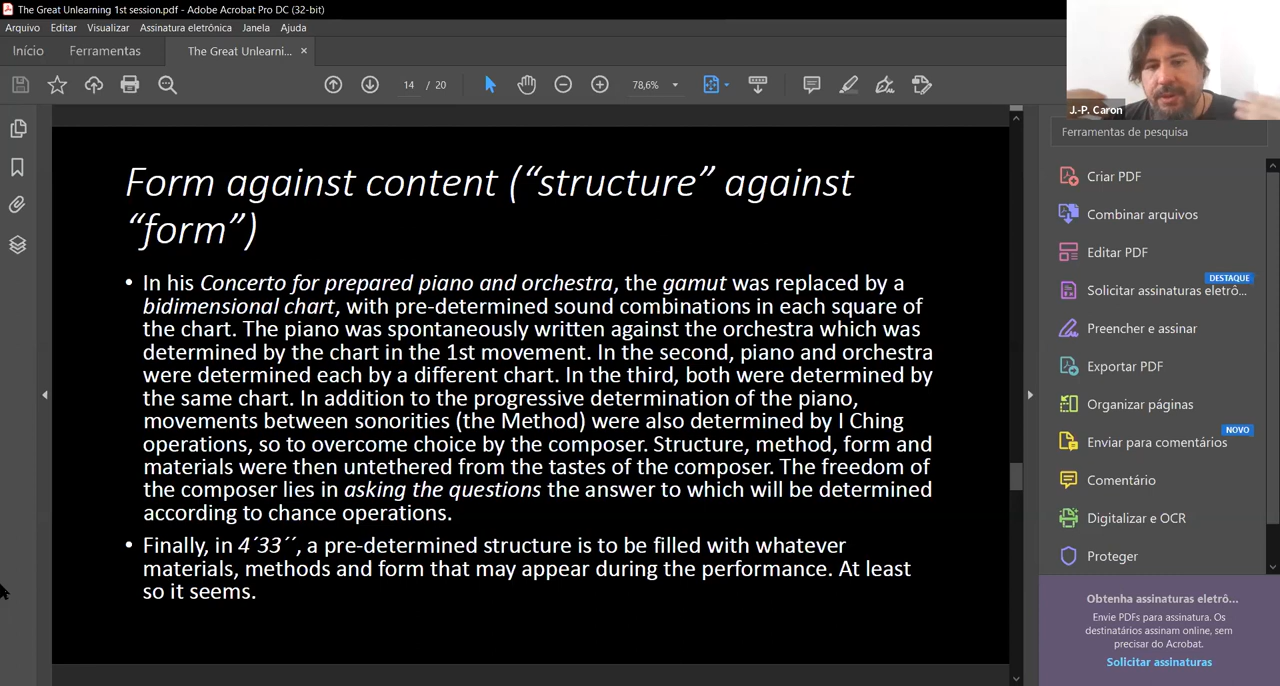 The Great Unlearning 1st session.pdf - Adobe Acrobat Pro DC (32-bit)
Arquivo Editar Visualizar Assinatura eletrônica Janela Ajuda
Início Ferramentas The Great Unlearni... ×
14 / 20 78,6%
J.-P. Caron
Form against content (“structure” against
“form”)
• In his Concerto for prepared piano and orchestra, the gamut was replaced by a
bidimensional chart, with pre-determined sound combinations in each square of
the chart. The piano was spontaneously written against the orchestra which was
determined by the chart in the 1st movement. In the second, piano and orchestra
were determined each by a different chart. In the third, both were determined by
the same chart. In addition to the progressive determination of the piano,
movements between sonorities (the Method) were also determined by I Ching
operations, so to overcome choice by the composer. Structure, method, form and
materials were then untethered from the tastes of the composer. The freedom of
the composer lies in asking the questions the answer to which will be determined
according to chance operations.
• Finally, in 4´33´´, a pre-determined structure is to be filled with whatever
materials, methods and form that may appear during the performance. At least
so it seems.
Ferramentas de pesquisa
Criar PDF
Combinar arquivos
Editar PDF
DESTAQUE
Solicitar assinaturas eletrô...
Preencher e assinar
Exportar PDF
Organizar páginas
NOVO
Enviar para comentários
Comentário
Digitalizar e OCR
Proteger
Obtenha assinaturas eletrô...
Envie PDFs para assinatura. Os
destinatários assinam online, sem
precisar do Acrobat.
Solicitar assinaturas